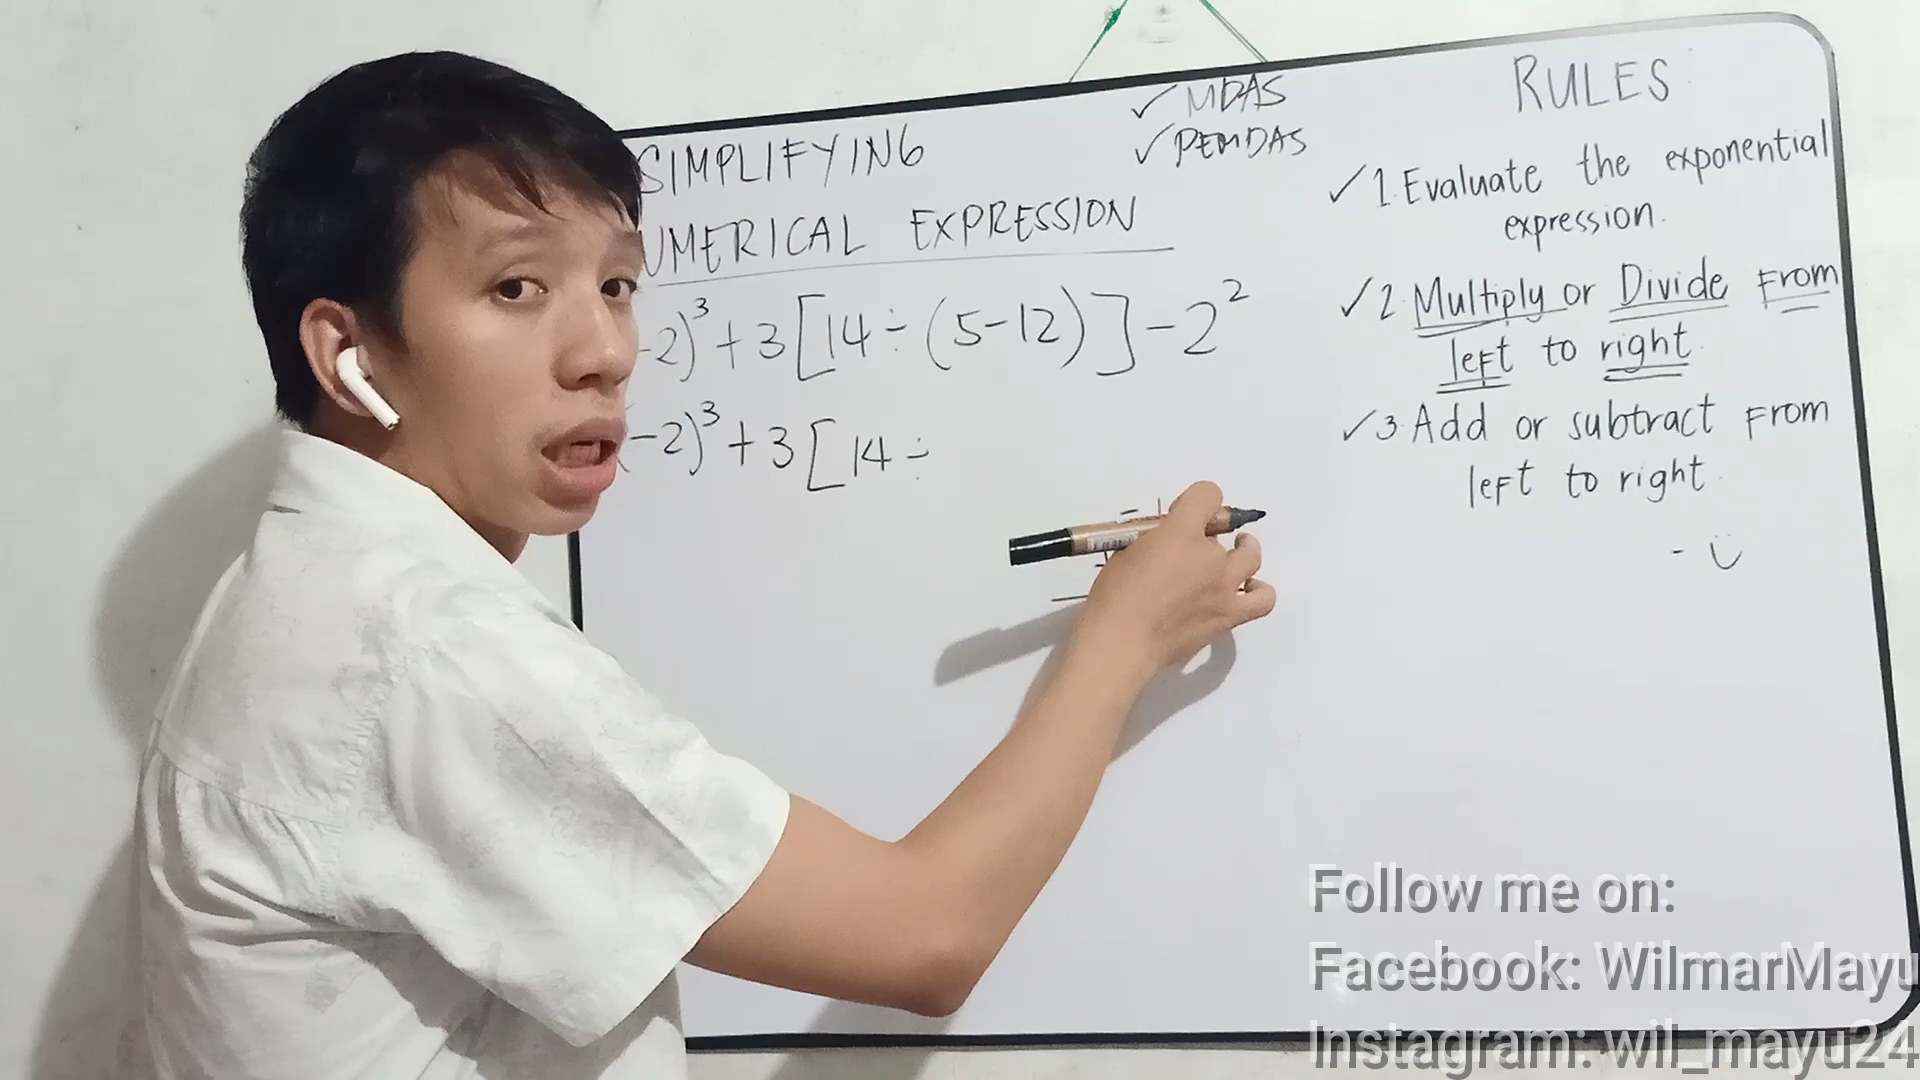 SIMPLIFYING
UMERICAL EXPRESSION
-2)³ + 3 [14 ÷ (5-12)] - 2²
(-2)³ + 3 [14 ÷
✓ MDAS
✓ PEMDAS
RULES
✓ 1. Evaluate the exponential
expression.
✓ 2. Multiply or Divide From
left to right.
✓ 3. Add or subtract From
left to right.
Follow me on:
Facebook: WilmarMayu
Instagram: wil_mayu24